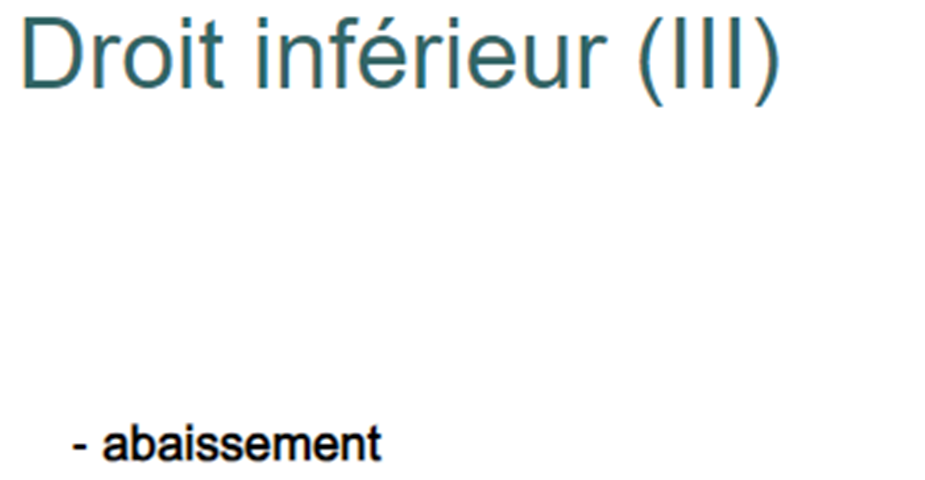 Droit inférieur (III)
- abaissement